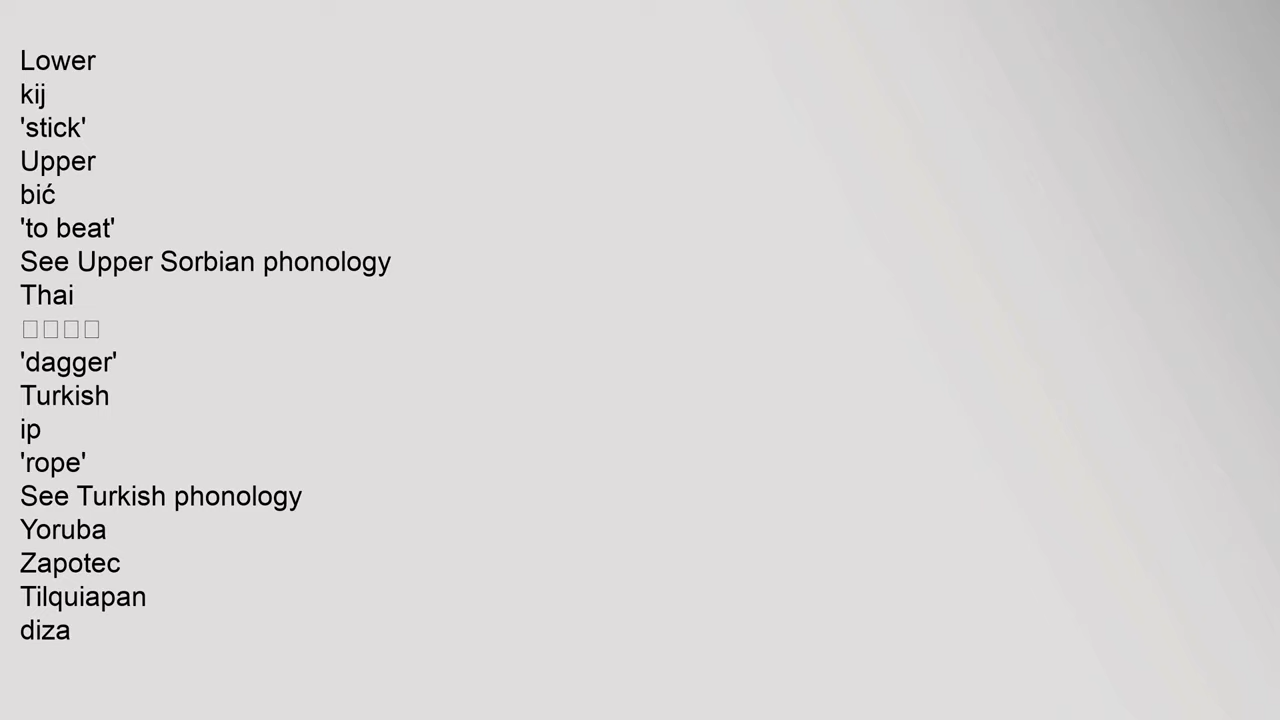 Lower
kij
'stick'
Upper
bić
'to beat'
See Upper Sorbian phonology
Thai
'dagger'
Turkish
ip
'rope'
See Turkish phonology
Yoruba
Zapotec
Tilquiapan
diza